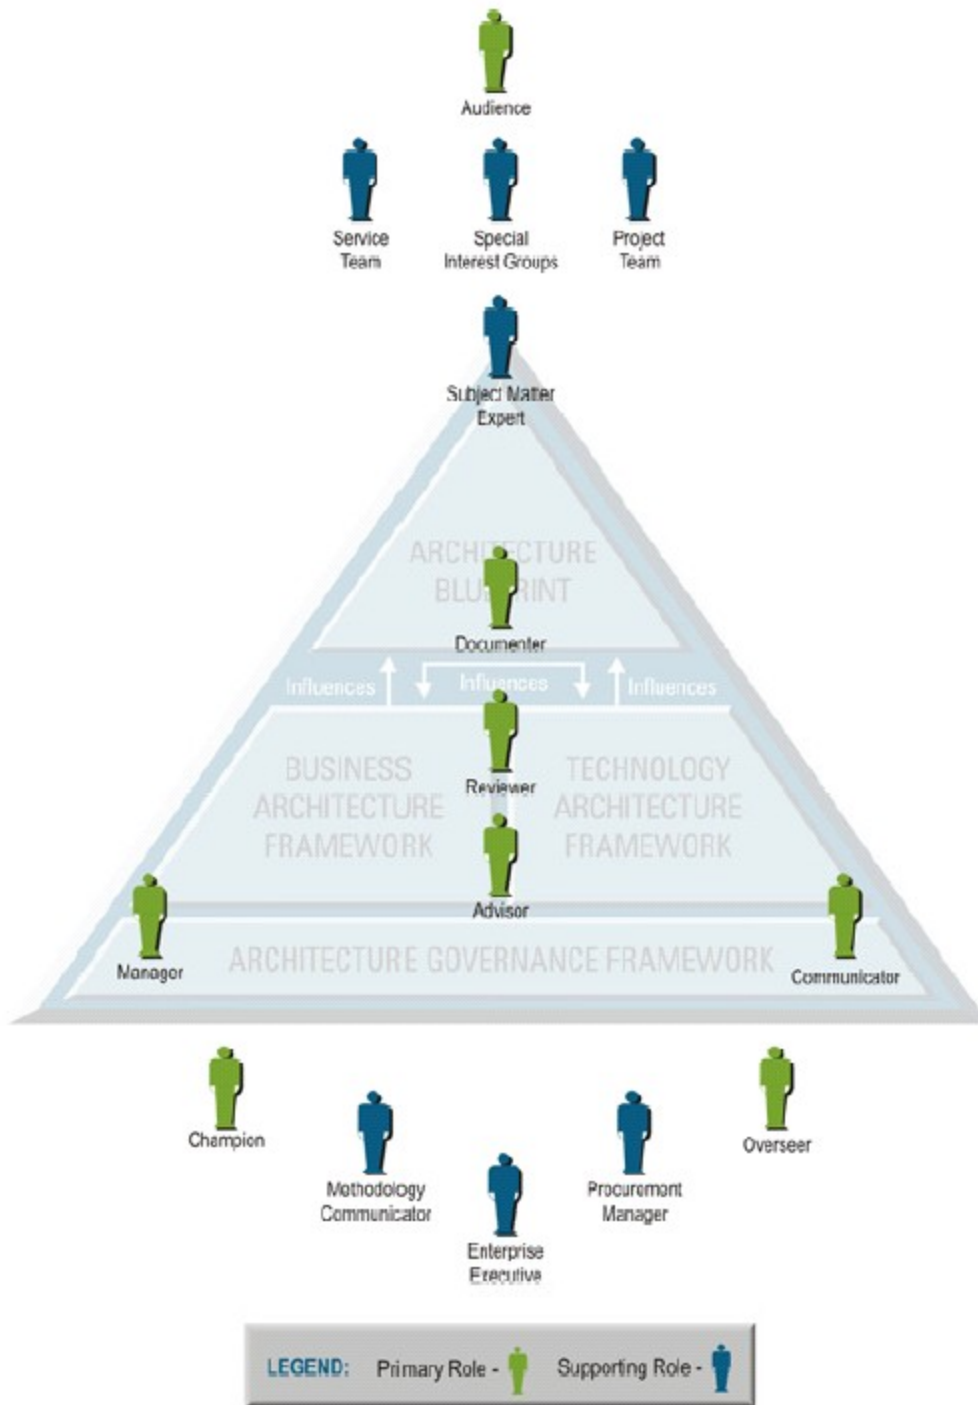 Audience
Service
Team
Special
Interest Groups
Project
Team
Subject Matter
Expert
ARCHITECTURE
BLUEPRINT
Documenter
Influences
Influences
Influences
BUSINESS
ARCHITECTURE
FRAMEWORK
TECHNOLOGY
ARCHITECTURE
FRAMEWORK
Reviewer
Advisor
Manager
ARCHITECTURE GOVERNANCE FRAMEWORK
Communicator
Champion
Overseer
Methodology
Communicator
Procurement
Manager
Enterprise
Executive
LEGEND: Primary Role - Supporting Role -